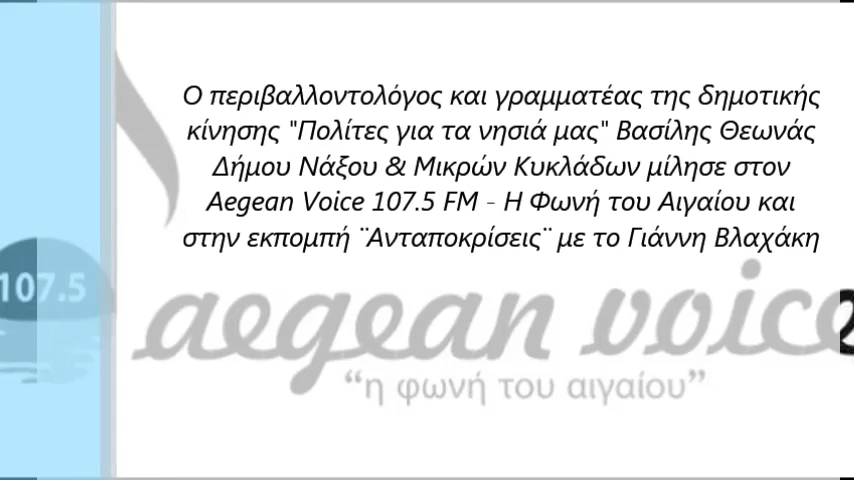 Ο περιβαλλοντολόγος και γραμματέας της δημοτικής
κίνησης "Πολίτες για τα νησιά μας" Βασίλης Θεωνάς
Δήμου Νάξου & Μικρών Κυκλάδων μίλησε στον
Aegean Voice 107.5 FM - Η Φωνή του Αιγαίου και
στην εκπομπή ¨Ανταποκρίσεις¨ με το Γιάννη Βλαχάκη
107.5
aegean voice
“η φωνή του αιγαίου”